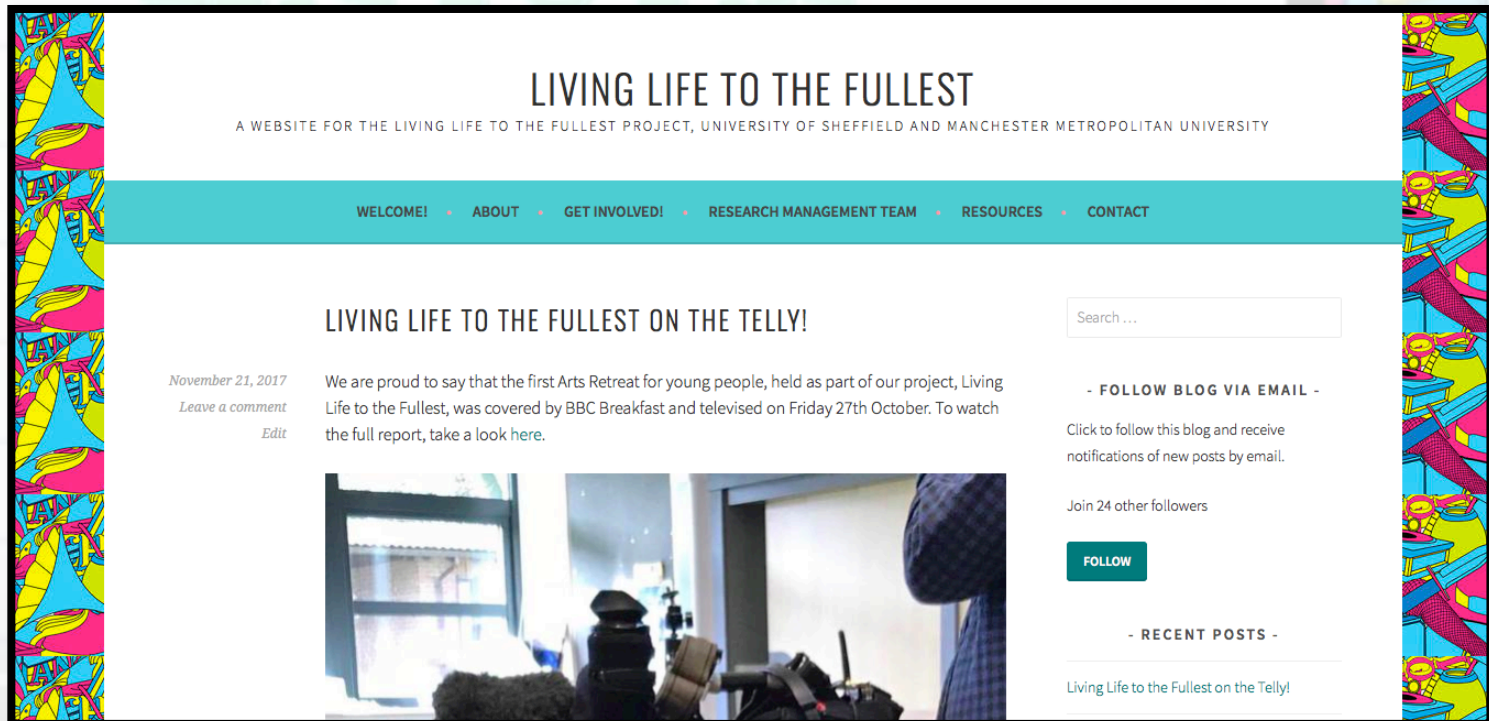 LIVING LIFE TO THE FULLEST
A WEBSITE FOR THE LIVING LIFE TO THE FULLEST PROJECT, UNIVERSITY OF SHEFFIELD AND MANCHESTER METROPOLITAN UNIVERSITY
WELCOME! • ABOUT • GET INVOLVED! • RESEARCH MANAGEMENT TEAM • RESOURCES • CONTACT
LIVING LIFE TO THE FULLEST ON THE TELLY!
November 21, 2017
Leave a comment
Edit
We are proud to say that the first Arts Retreat for young people, held as part of our project, Living
Life to the Fullest, was covered by BBC Breakfast and televised on Friday 27th October. To watch
the full report, take a look here.
Search …
- FOLLOW BLOG VIA EMAIL -
Click to follow this blog and receive
notifications of new posts by email.
Join 24 other followers
FOLLOW
- RECENT POSTS -
Living Life to the Fullest on the Telly!